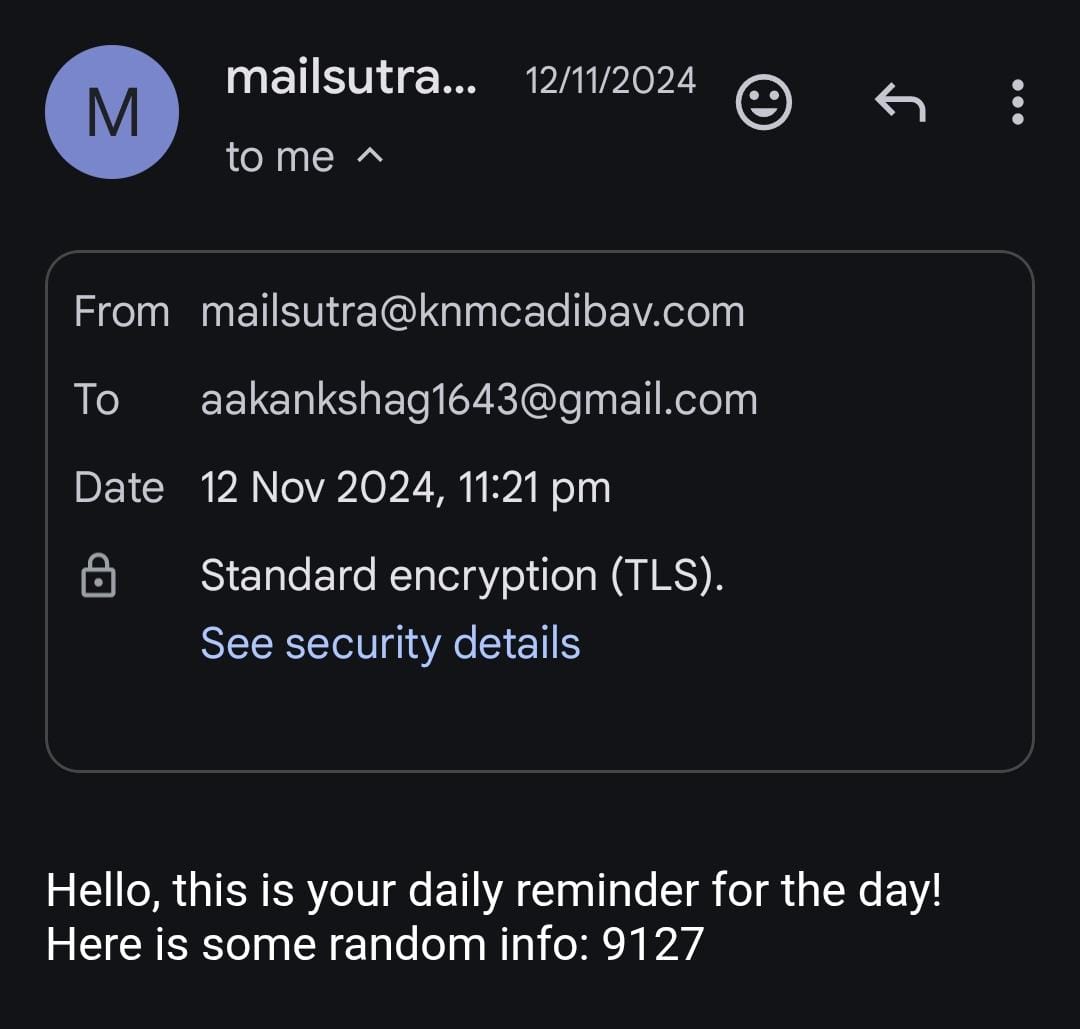 M
mailsutra... 12/11/2024
to me
From mailsutra@knmcadibav.com
To aakankshag1643@gmail.com
Date 12 Nov 2024, 11:21 pm
Standard encryption (TLS).
See security details
Hello, this is your daily reminder for the day!
Here is some random info: 9127